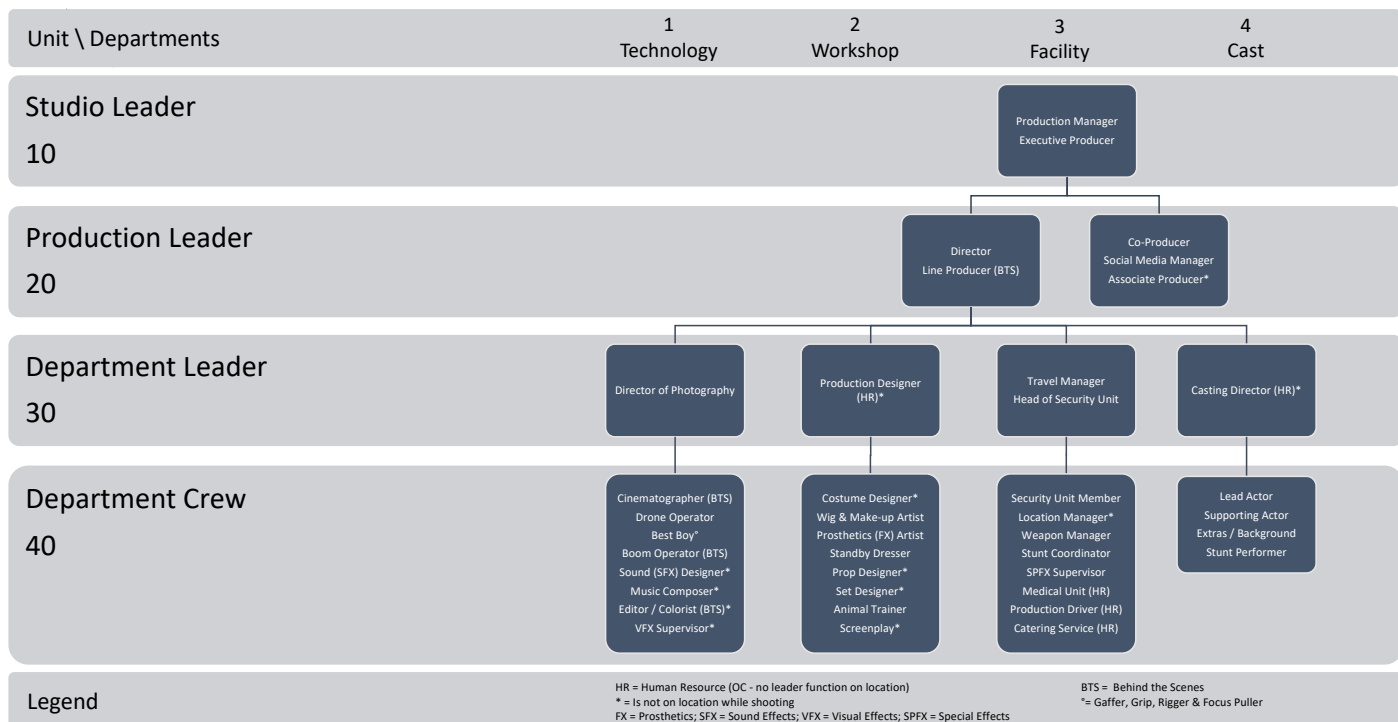 Unit \ Departments
1
Technology
2
Workshop
3
Facility
4
Cast
Studio Leader
10
Production Manager
Executive Producer
Production Leader
20
Director
Line Producer (BTS)
Co-Producer
Social Media Manager
Associate Producer*
Department Leader
30
Director of Photography
Production Designer
(HR)*
Travel Manager
Head of Security Unit
Casting Director (HR)*
Department Crew
40
Cinematographer (BTS)
Drone Operator
Best Boy°
Boom Operator (BTS)
Sound (SFX) Designer*
Music Composer*
Editor / Colorist (BTS)*
VFX Supervisor*
Costume Designer*
Wig & Make-up Artist
Prosthetics (FX) Artist
Standby Dresser
Prop Designer*
Set Designer*
Animal Trainer
Screenplay*
Security Unit Member
Location Manager*
Weapon Manager
Stunt Coordinator
SPFX Supervisor
Medical Unit (HR)
Production Driver (HR)
Catering Service (HR)
Lead Actor
Supporting Actor
Extras / Background
Stunt Performer
Legend
HR = Human Resource (OC - no leader function on location)
* = Is not on location while shooting
FX = Prosthetics; SFX = Sound Effects; VFX = Visual Effects; SPFX = Special Effects
BTS = Behind the Scenes
°= Gaffer, Grip, Rigger & Focus Puller